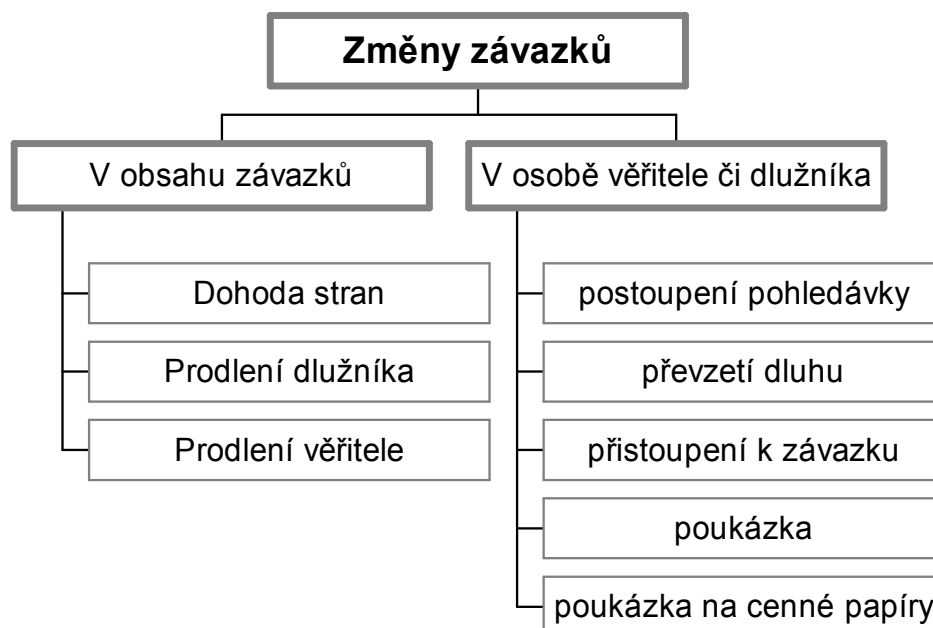 Změny závazků
V obsahu závazků
V osobě věřitele či dlužníka
Dohoda stran
Prodlení dlužníka
Prodlení věřitele
postoupení pohledávky
převzetí dluhu
přistoupení k závazku
poukázka
poukázka na cenné papíry